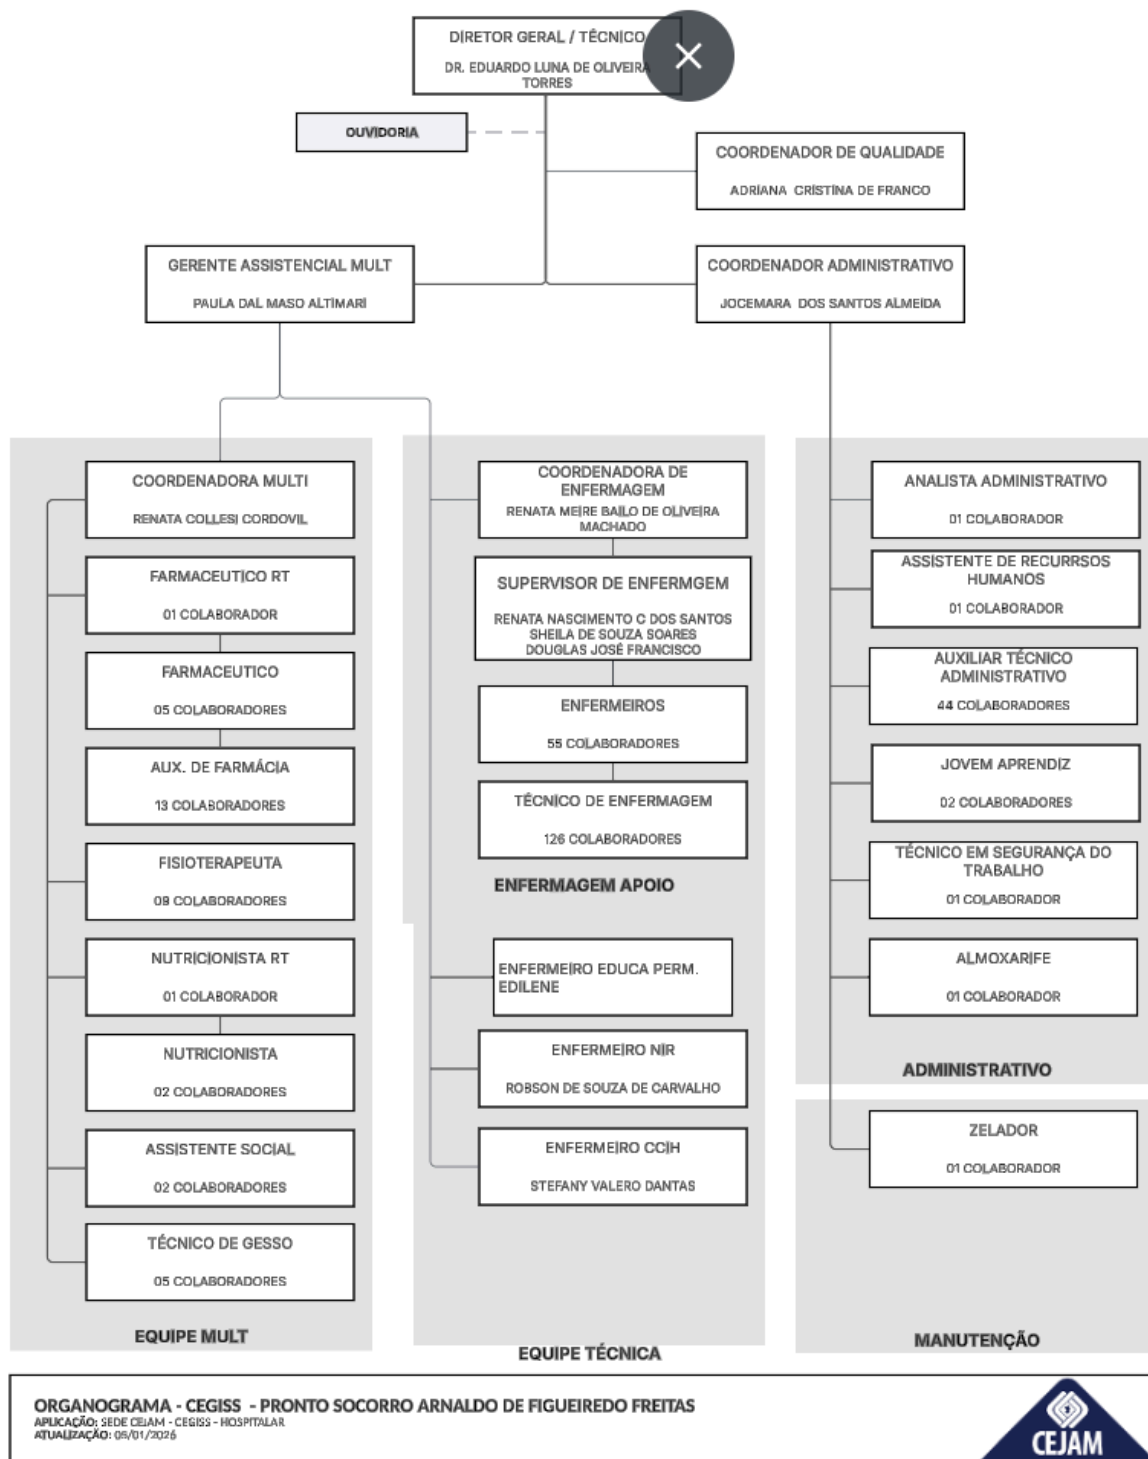 DIRETOR GERAL / TÉCNICO
DR. EDUARDO LUNA DE OLIVEIRA
TORRES
OUVIDORIA
COORDENADOR DE QUALIDADE
ADRIANA CRISTINA DE FRANCO
GERENTE ASSISTENCIAL MULT
PAULA DAL MASO ALTIMARI
COORDENADOR ADMINISTRATIVO
JOCEMARA DOS SANTOS ALMEIDA
COORDENADORA MULTI
RENATA COLLESI CORDOVIL
FARMACEUTICO RT
01 COLABORADOR
FARMACEUTICO
05 COLABORADORES
AUX. DE FARMÁCIA
13 COLABORADORES
FISIOTERAPEUTA
09 COLABORADORES
NUTRICIONISTA RT
01 COLABORADOR
NUTRICIONISTA
02 COLABORADORES
ASSISTENTE SOCIAL
02 COLABORADORES
TÉCNICO DE GESSO
05 COLABORADORES
EQUIPE MULT
COORDENADORA DE
ENFERMAGEM
RENATA MEIRE BAILO DE OLIVEIRA
MACHADO
SUPERVISOR DE ENFERMGEM
RENATA NASCIMENTO C DOS SANTOS
SHEILA DE SOUZA SOARES
DOUGLAS JOSÉ FRANCISCO
ENFERMEIROS
55 COLABORADORES
TÉCNICO DE ENFERMAGEM
126 COLABORADORES
ENFERMAGEM APOIO
ENFERMEIRO EDUCA PERM.
EDILENE
ENFERMEIRO NIR
ROBSON DE SOUZA DE CARVALHO
ENFERMEIRO CCIH
STEFANY VALERO DANTAS
EQUIPE TÉCNICA
ANALISTA ADMINISTRATIVO
01 COLABORADOR
ASSISTENTE DE RECURRSOS
HUMANOS
01 COLABORADOR
AUXILIAR TÉCNICO
ADMINISTRATIVO
44 COLABORADORES
JOVEM APRENDIZ
02 COLABORADORES
TÉCNICO EM SEGURANÇA DO
TRABALHO
01 COLABORADOR
ALMOXARIFE
01 COLABORADOR
ADMINISTRATIVO
ZELADOR
01 COLABORADOR
MANUTENÇÃO
ORGANOGRAMA - CEGISS - PRONTO SOCORRO ARNALDO DE FIGUEIREDO FREITAS
APLICAÇÃO: SEDE CEJAM - CEGISS - HOSPITALAR
ATUALIZAÇÃO: 05/01/2026
CEJAM